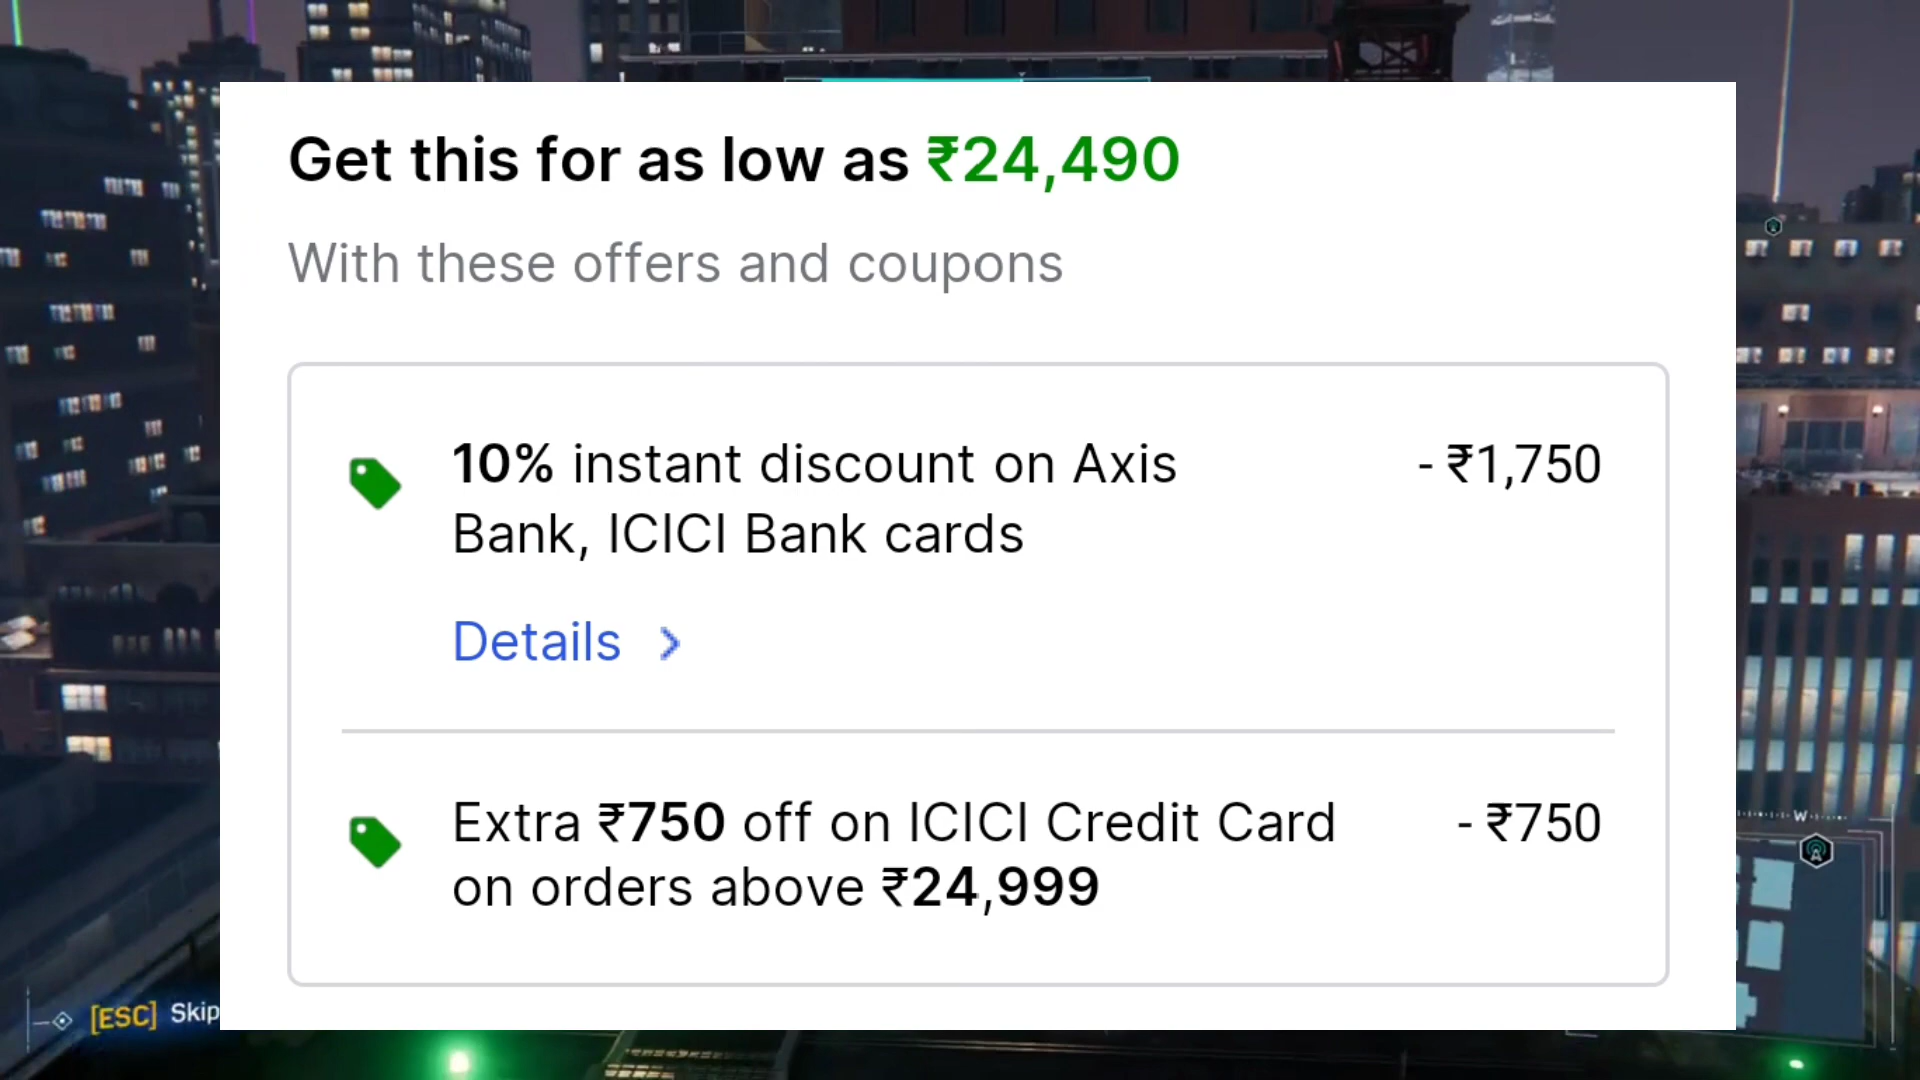 Get this for as low as ₹24,490
With these offers and coupons
10% instant discount on Axis
Bank, ICICI Bank cards
- ₹1,750
Details >
Extra ₹750 off on ICICI Credit Card
on orders above ₹24,999
- ₹750
W
[ESC] Skip